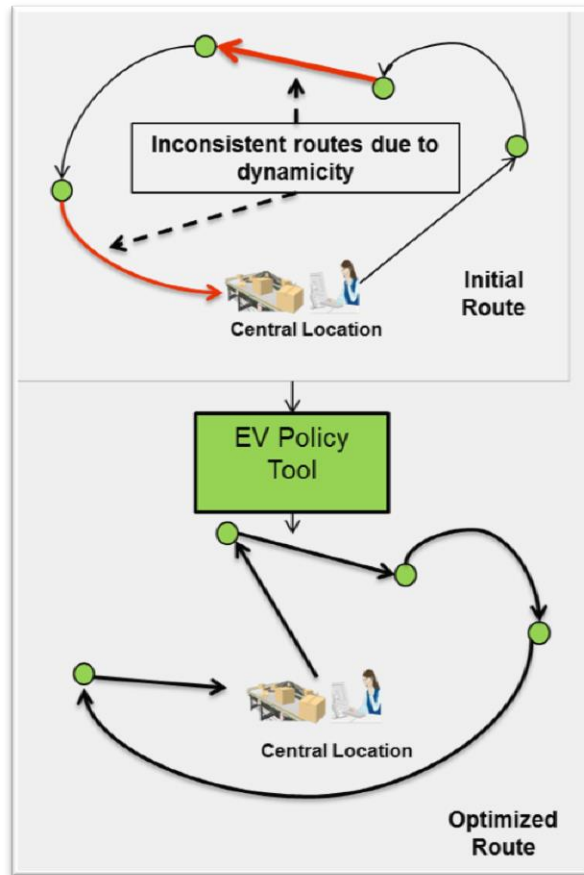 Inconsistent routes due to
dynamicity
Initial
Route
Central Location
EV Policy
Tool
Central Location
Optimized
Route